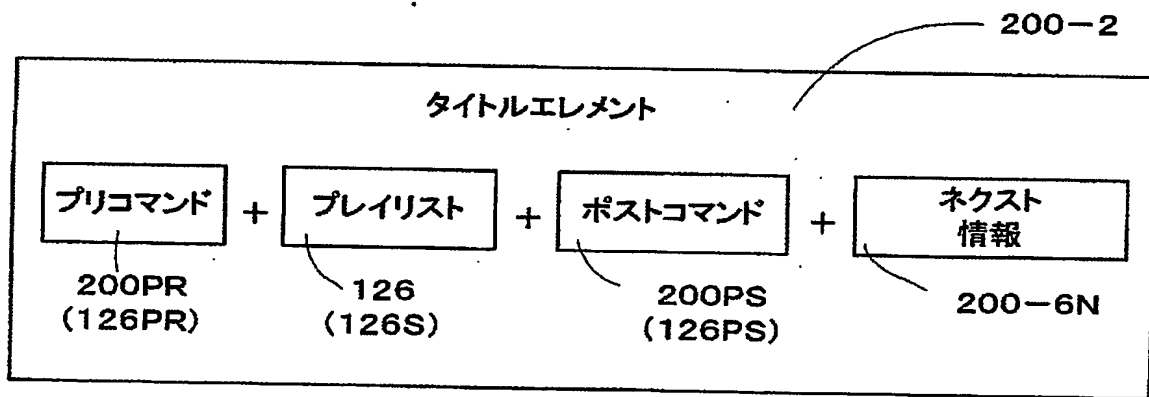 200−2
タイトルエレメント
プリコマンド + プレイリスト + ポストコマンド + ネクスト
情報
200PR 126 200PS 200−6N
(126PR) (126S) (126PS)